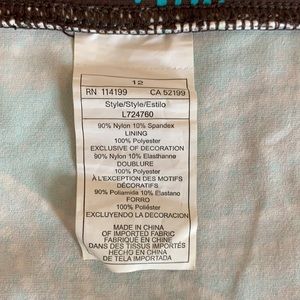 12
RN 114199 CA 52199
Style/Style/Estilo
L724760
90% Nylon 10% Spandex
LINING
100% Polyester
EXCLUSIVE OF DECORATION
90% Nylon 10% Elasthanne
DOUBLURE
100% Polyester
À L'EXCEPTION DES MOTIFS
DÉCORATIFS
90% Poliamida 10% Elastano
FORRO
100% Poliéster
EXCLUYENDO LA DECORACION
MADE IN CHINA
OF IMPORTED FABRIC
FABRIQUÉ EN CHINE
DANS DES TISSUS IMPORTÉS
HECHO EN CHINA
DE TELA IMPORTADA